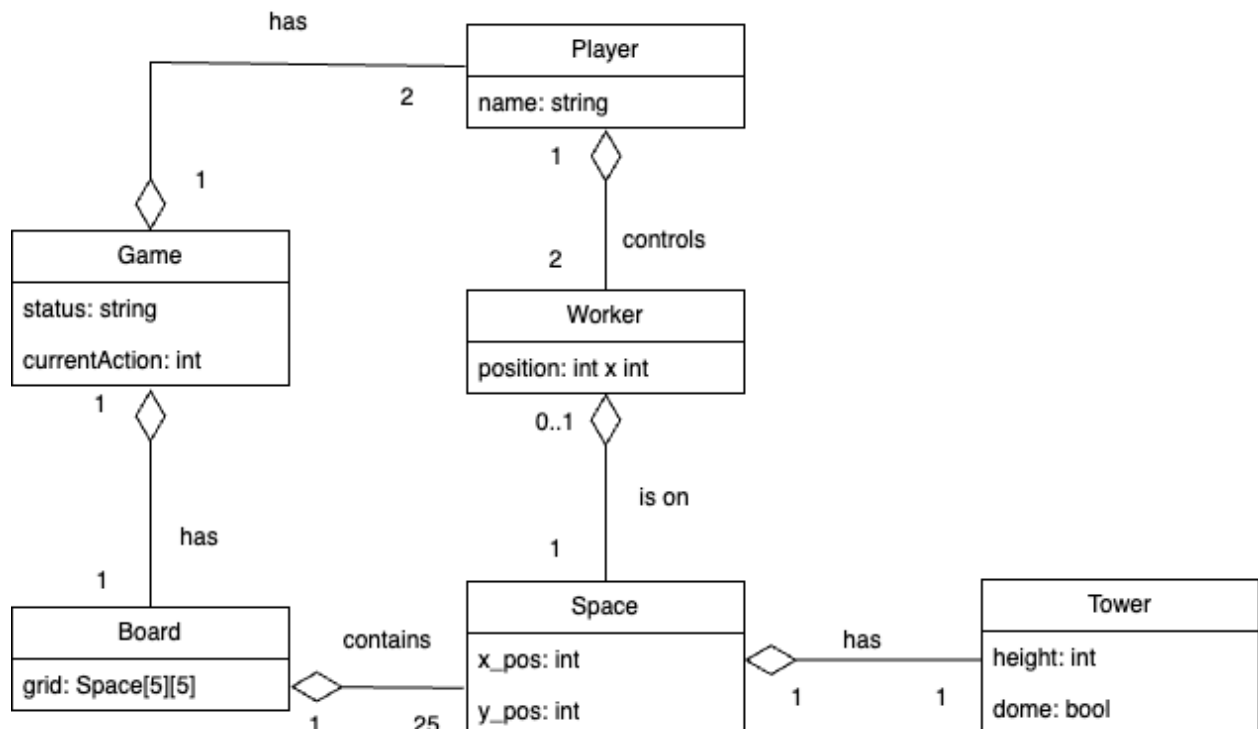 has
Player
name: string
2
1
1
controls
2
Game
status: string
currentAction: int
Worker
position: int x int
1
0..1
is on
has
1
1
Board
grid: Space[5][5]
contains
1
25
Space
x_pos: int
y_pos: int
has
1
1
Tower
height: int
dome: bool